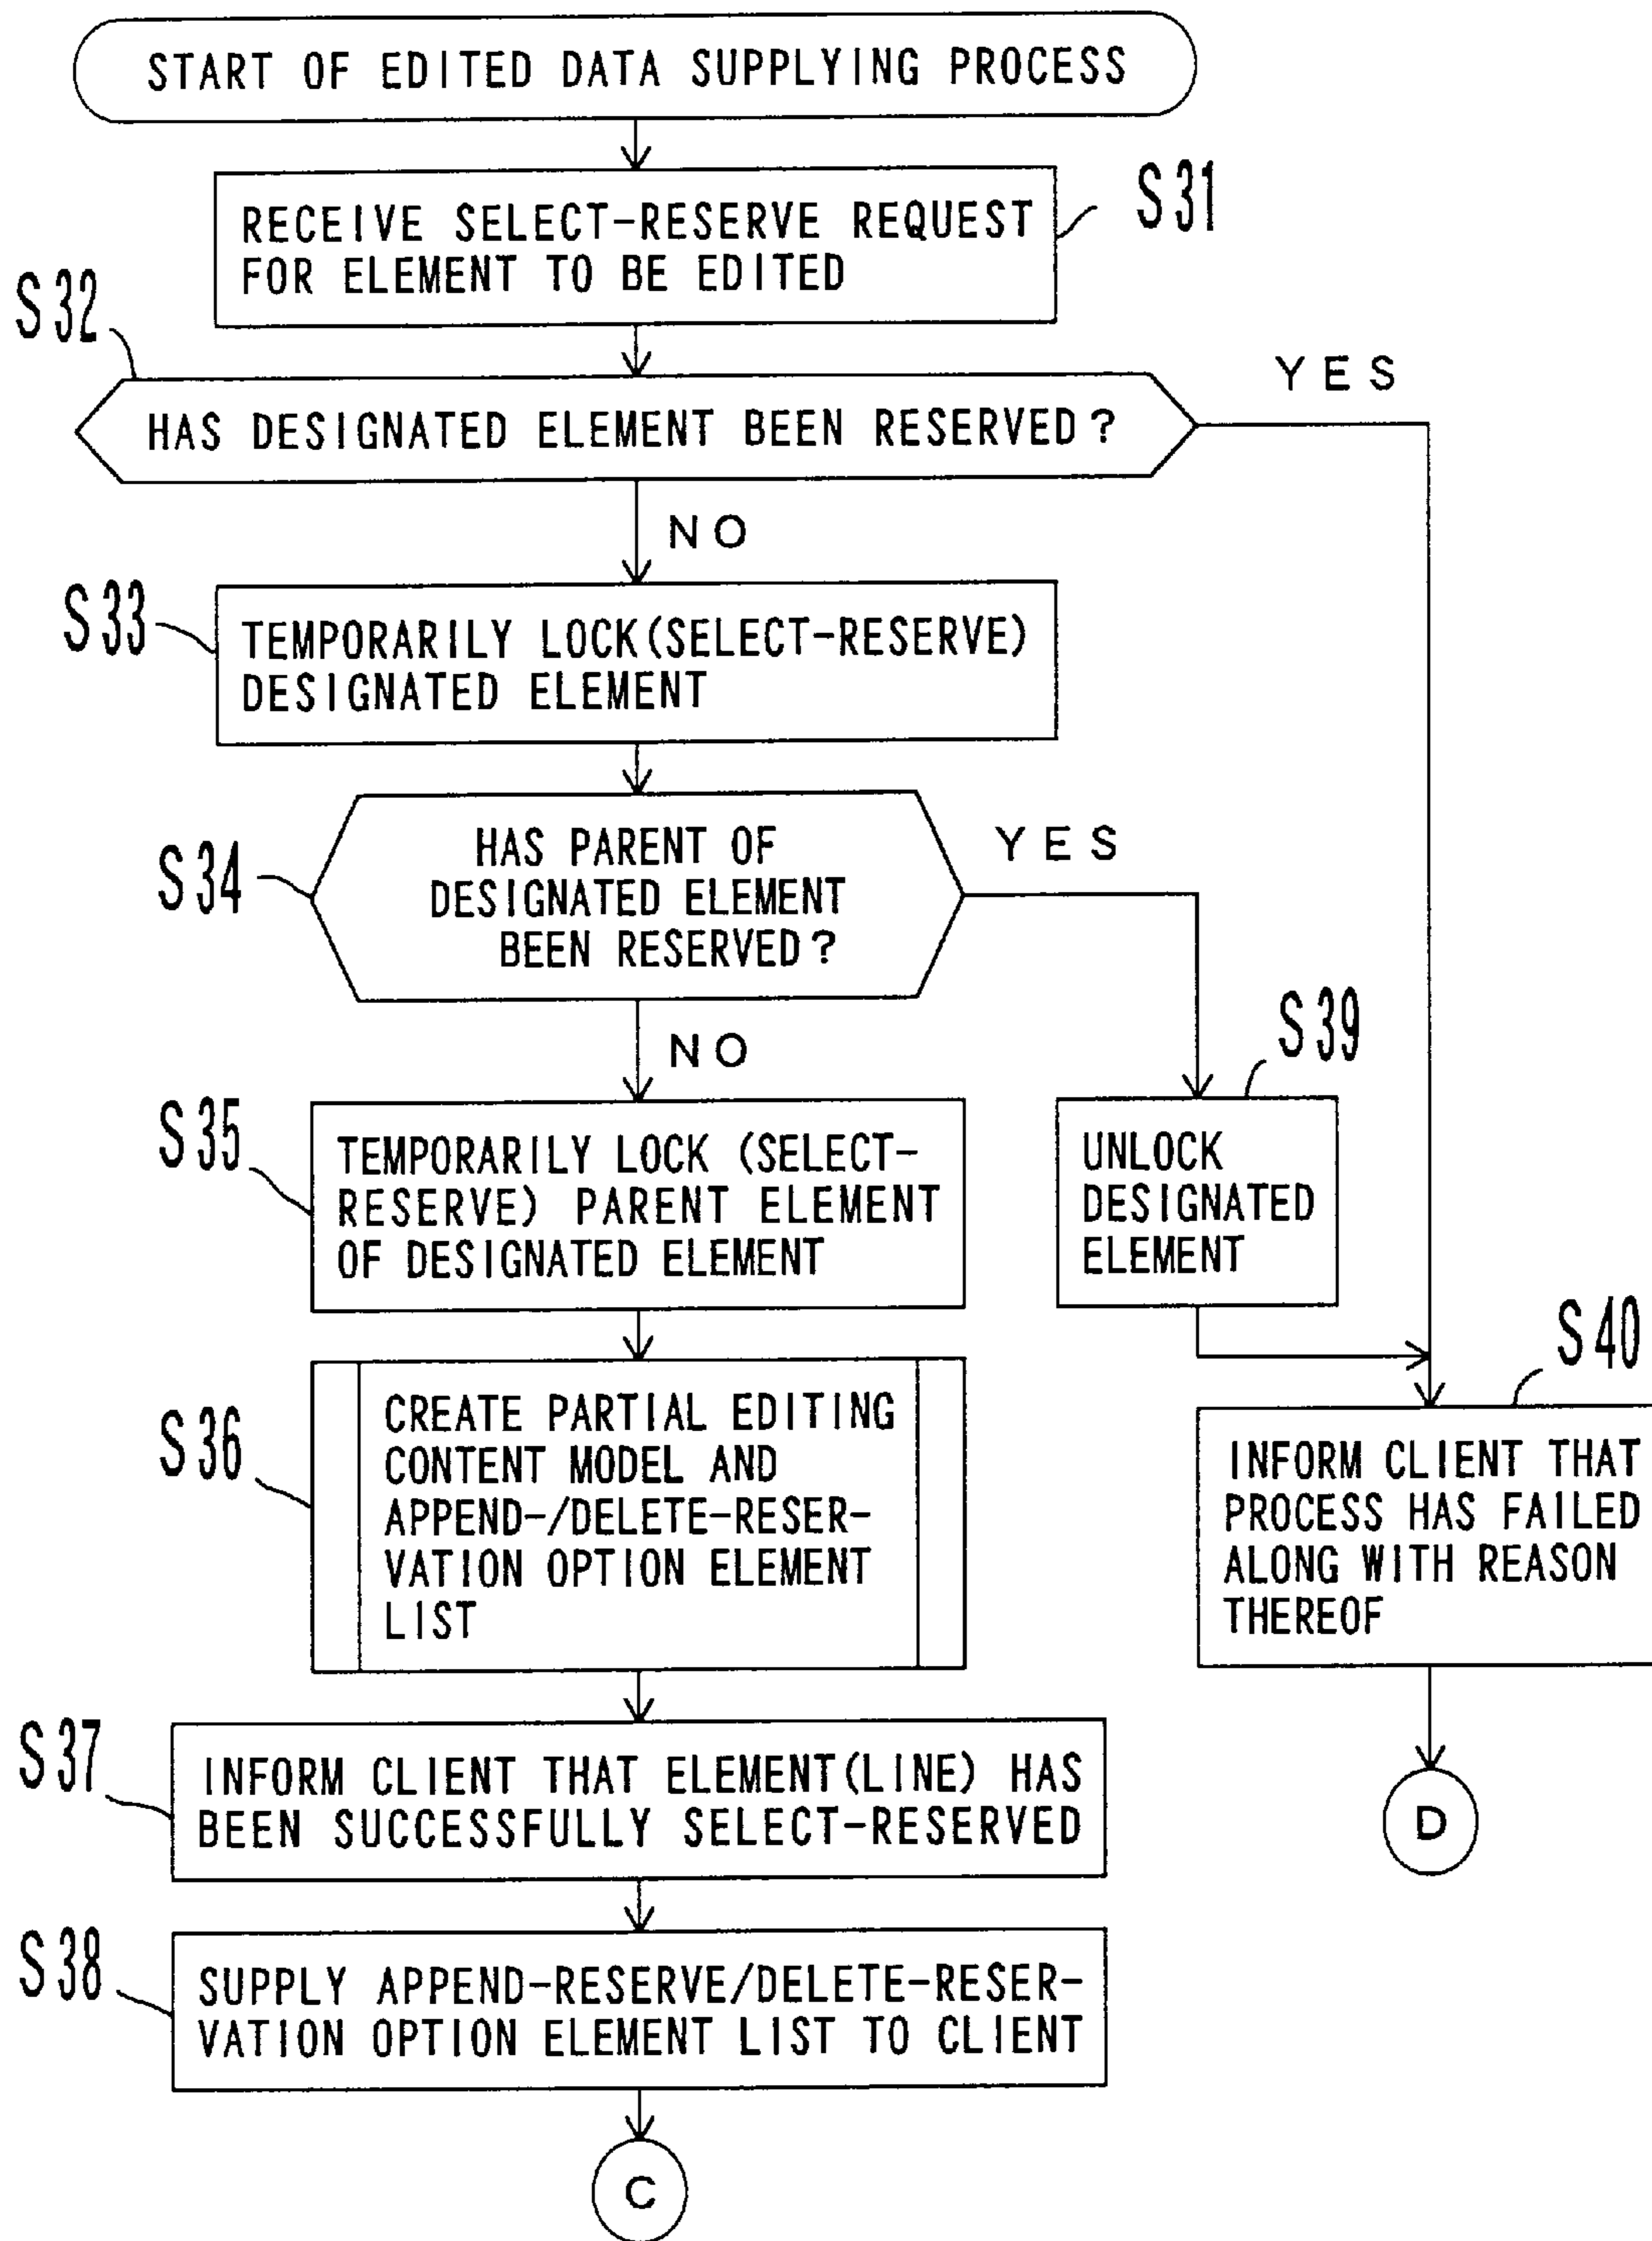 START OF EDITED DATA SUPPLYING PROCESS
S31
RECEIVE SELECT-RESERVE REQUEST
FOR ELEMENT TO BE EDITED
S32
YES
HAS DESIGNATED ELEMENT BEEN RESERVED?
NO
S33
TEMPORARILY LOCK(SELECT-RESERVE)
DESIGNATED ELEMENT
S34
HAS PARENT OF
DESIGNATED ELEMENT
BEEN RESERVED?
YES
NO
S39
UNLOCK
DESIGNATED
ELEMENT
S35
TEMPORARILY LOCK (SELECT-
RESERVE) PARENT ELEMENT
OF DESIGNATED ELEMENT
S40
INFORM CLIENT THAT
PROCESS HAS FAILED
ALONG WITH REASON
THEREOF
D
S36
CREATE PARTIAL EDITING
CONTENT MODEL AND
APPEND-/DELETE-RESER-
VATION OPTION ELEMENT
LIST
S37
INFORM CLIENT THAT ELEMENT(LINE) HAS
BEEN SUCCESSFULLY SELECT-RESERVED
S38
SUPPLY APPEND-RESERVE/DELETE-RESER-
VATION OPTION ELEMENT LIST TO CLIENT
C